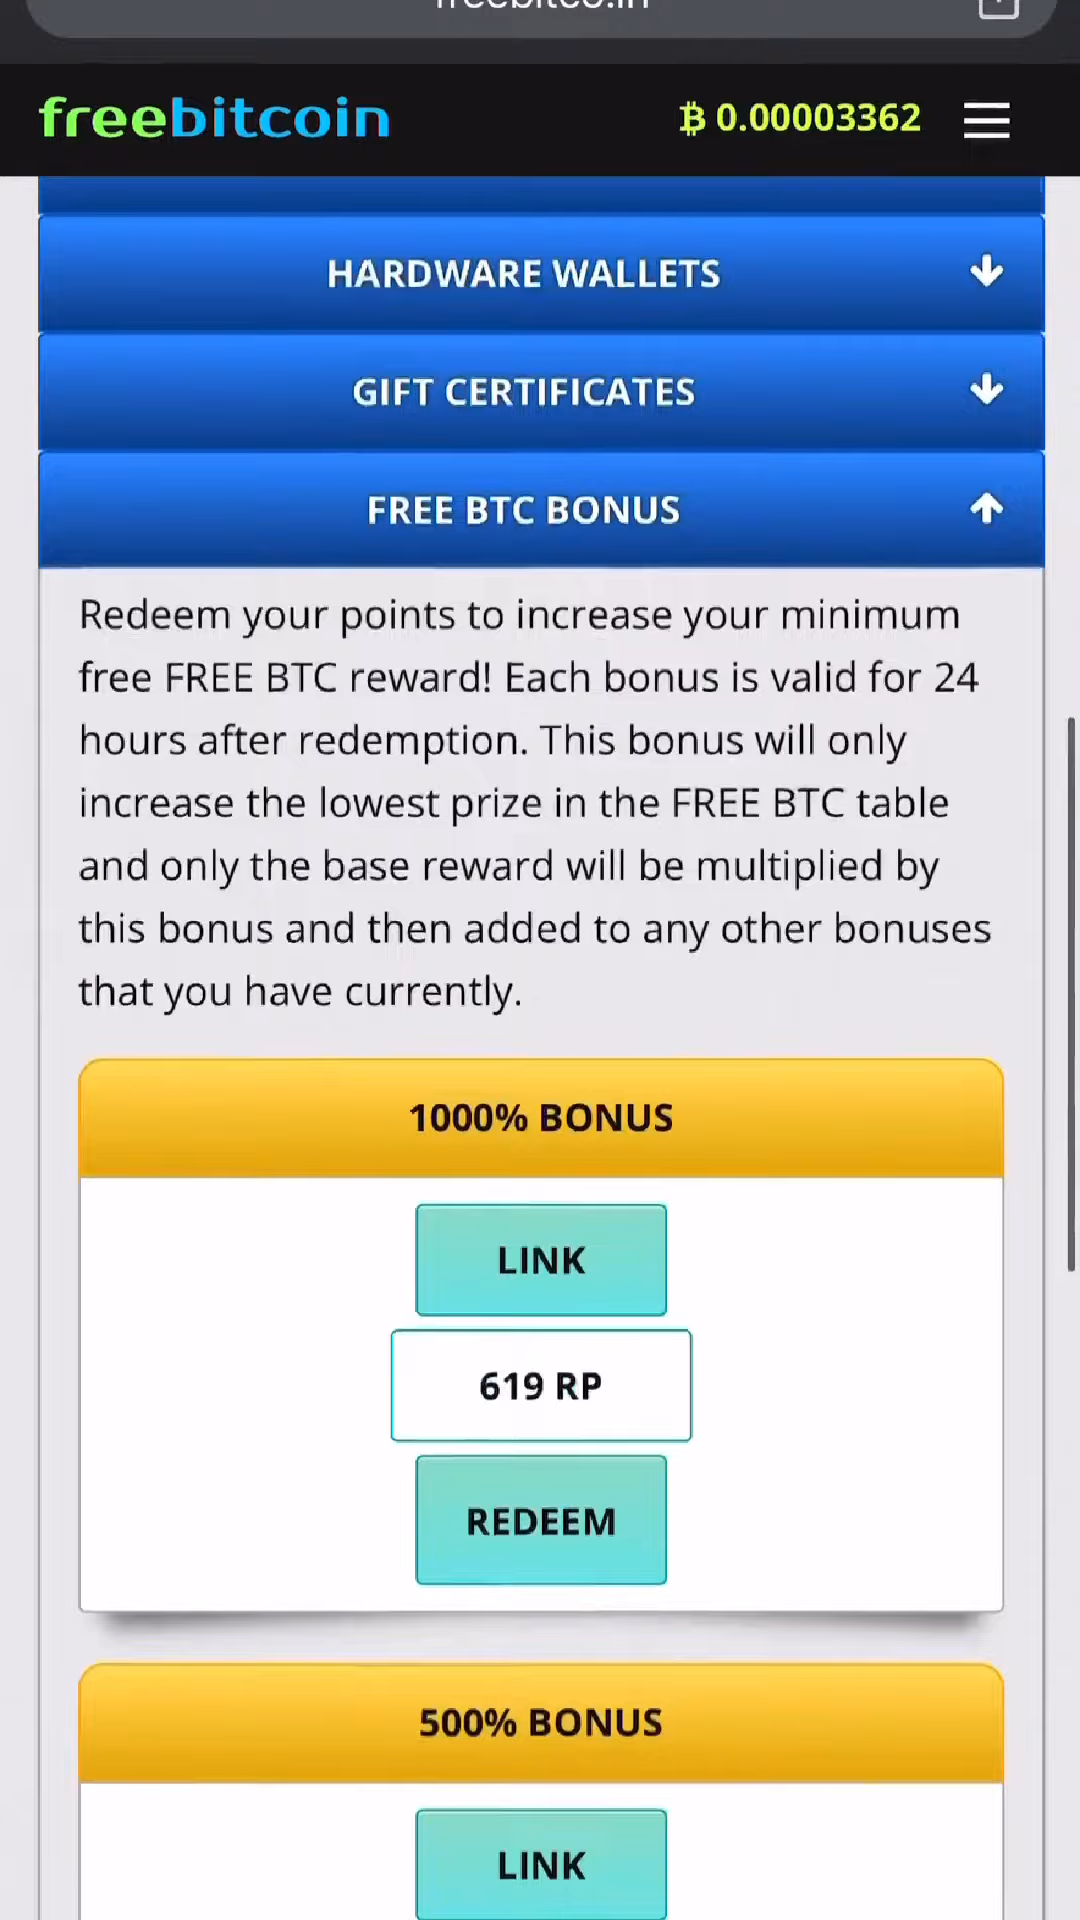 freebitco.in
freebitcoin
₿ 0.00003362
HARDWARE WALLETS
GIFT CERTIFICATES
FREE BTC BONUS
Redeem your points to increase your minimum
free FREE BTC reward! Each bonus is valid for 24
hours after redemption. This bonus will only
increase the lowest prize in the FREE BTC table
and only the base reward will be multiplied by
this bonus and then added to any other bonuses
that you have currently.
1000% BONUS
LINK
619 RP
REDEEM
500% BONUS
LINK